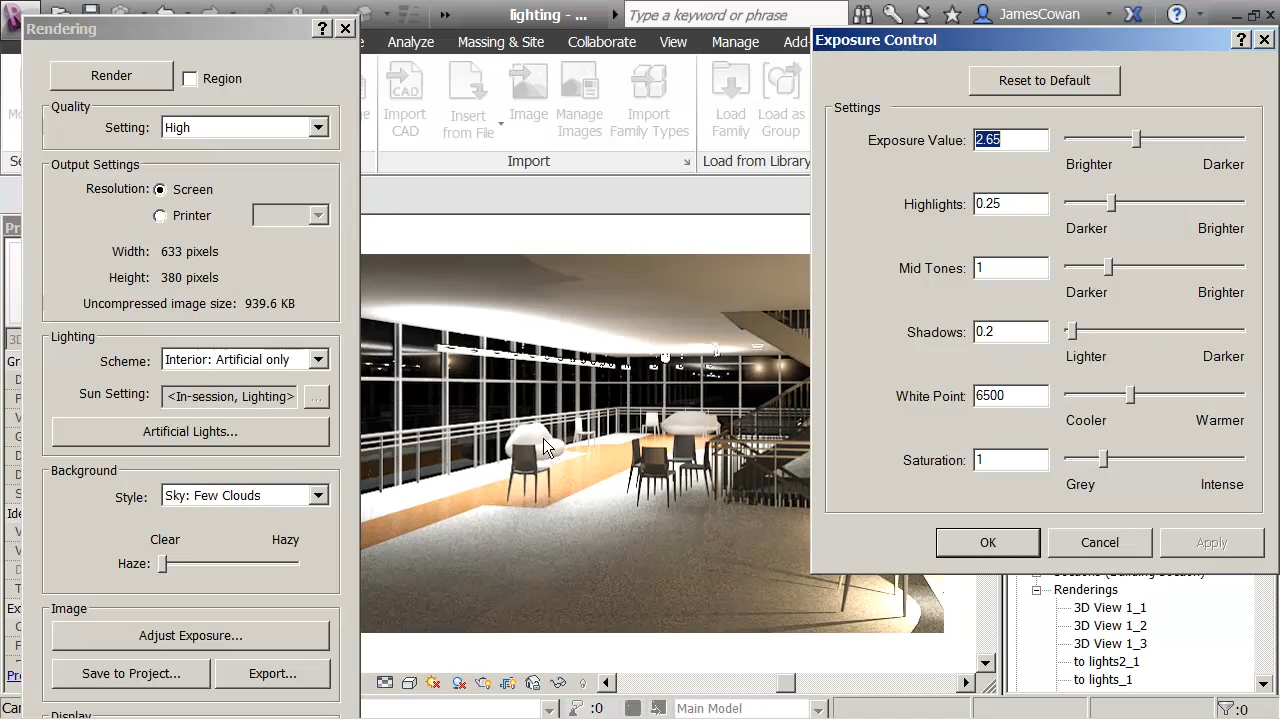 lighting - ...
Type a keyword or phrase
JamesCowan
Analyze
Massing & Site
Collaborate
View
Manage
Add-
Import
CAD
Insert
from File
Image
Manage
Images
Import
Family Types
Load
Family
Load as
Group
Import
Load from Library
Rendering
Render
Region
Quality
Setting:
High
Output Settings
Resolution:
Screen
Printer
Width: 633 pixels
Height: 380 pixels
Uncompressed image size: 939.6 KB
Lighting
Scheme:
Interior: Artificial only
Sun Setting:
<In-session, Lighting>
...
Artificial Lights...
Background
Style:
Sky: Few Clouds
Clear
Hazy
Haze:
Image
Adjust Exposure...
Save to Project...
Export...
Display
Exposure Control
Reset to Default
Settings
Exposure Value: 2.65
Brighter
Darker
Highlights: 0.25
Darker
Brighter
Mid Tones: 1
Darker
Brighter
Shadows: 0.2
Lighter
Darker
White Point: 6500
Cooler
Warmer
Saturation: 1
Grey
Intense
OK
Cancel
Apply
Renderings
3D View 1_1
3D View 1_2
3D View 1_3
to lights2_1
to lights_1
:0
Main Model
:0